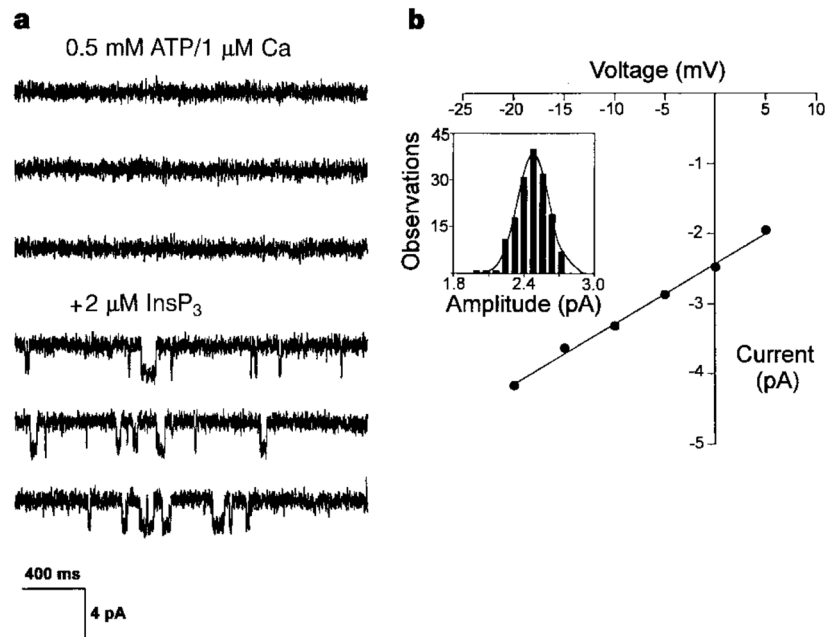 a
0.5 mM ATP/1 μM Ca
+2 μM InsP₃
400 ms
4 pA
b
Voltage (mV)
-25 -20 -15 -10 -5 0 5 10
-1
-2
-3
-4
-5
Current
(pA)
Observations
45
30
15
1.8 2.4 3.0
Amplitude (pA)